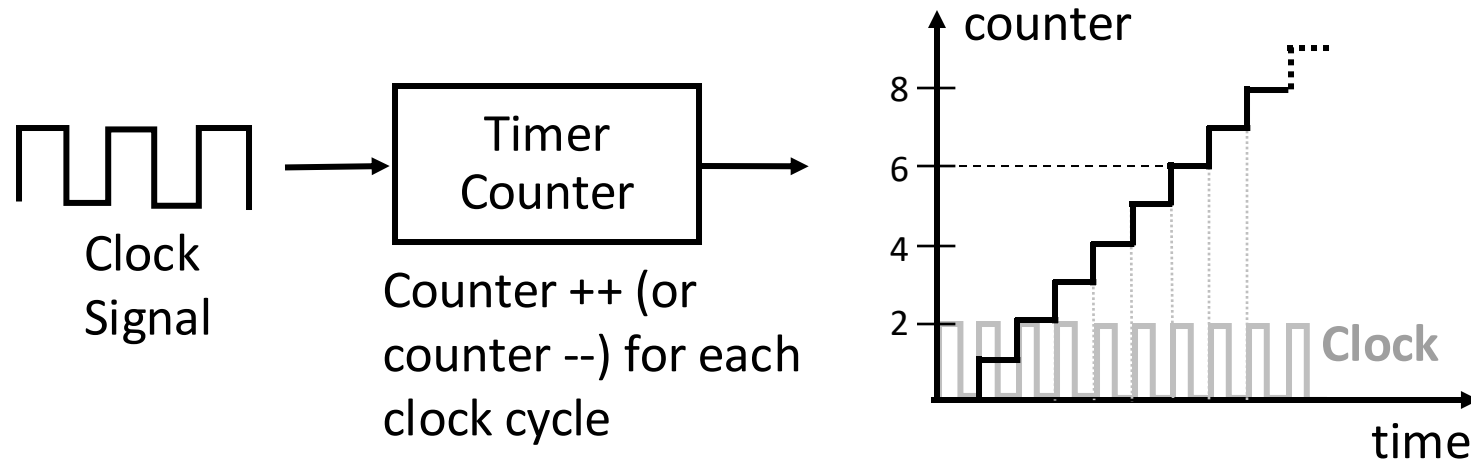 Clock
Signal
Timer
Counter
Counter ++ (or
counter --) for each
clock cycle
counter
8
6
4
2
Clock
time